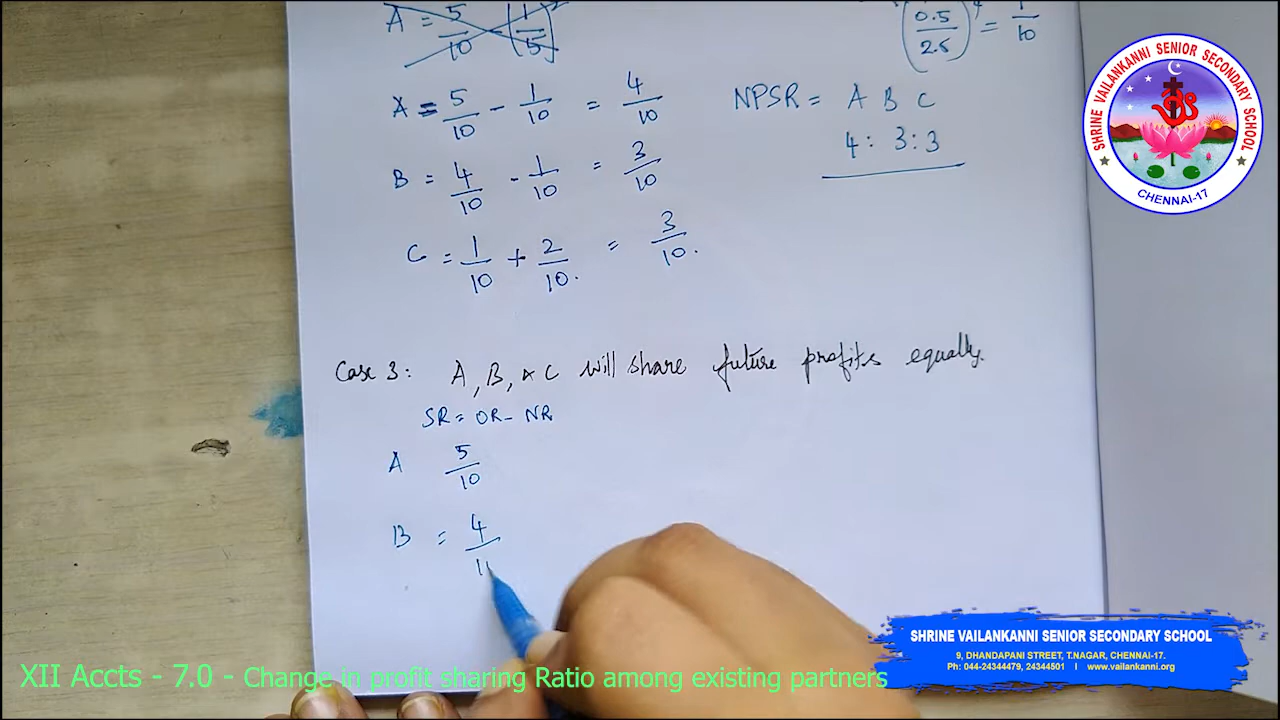 A = 5/10 (1/5)
(0.5/2.5) = 1/10
A = 5/10 - 1/10 = 4/10
NPSR = A B C
4 : 3 : 3
B = 4/10 - 1/10 = 3/10
C = 1/10 + 2/10. = 3/10.
Case 3: A, B, & C will share future profits equally.
SR = OR - NR
A 5/10
B = 4/1
SHRINE VAILANKANNI SENIOR SECONDARY SCHOOL
CHENNAI-17
SHRINE VAILANKANNI SENIOR SECONDARY SCHOOL
9, DHANDAPANI STREET, T.NAGAR, CHENNAI-17.
Ph: 044-24344479, 24344501 I www.vailankanni.org
XII Accts - 7.0 - Change in profit sharing Ratio among existing partners